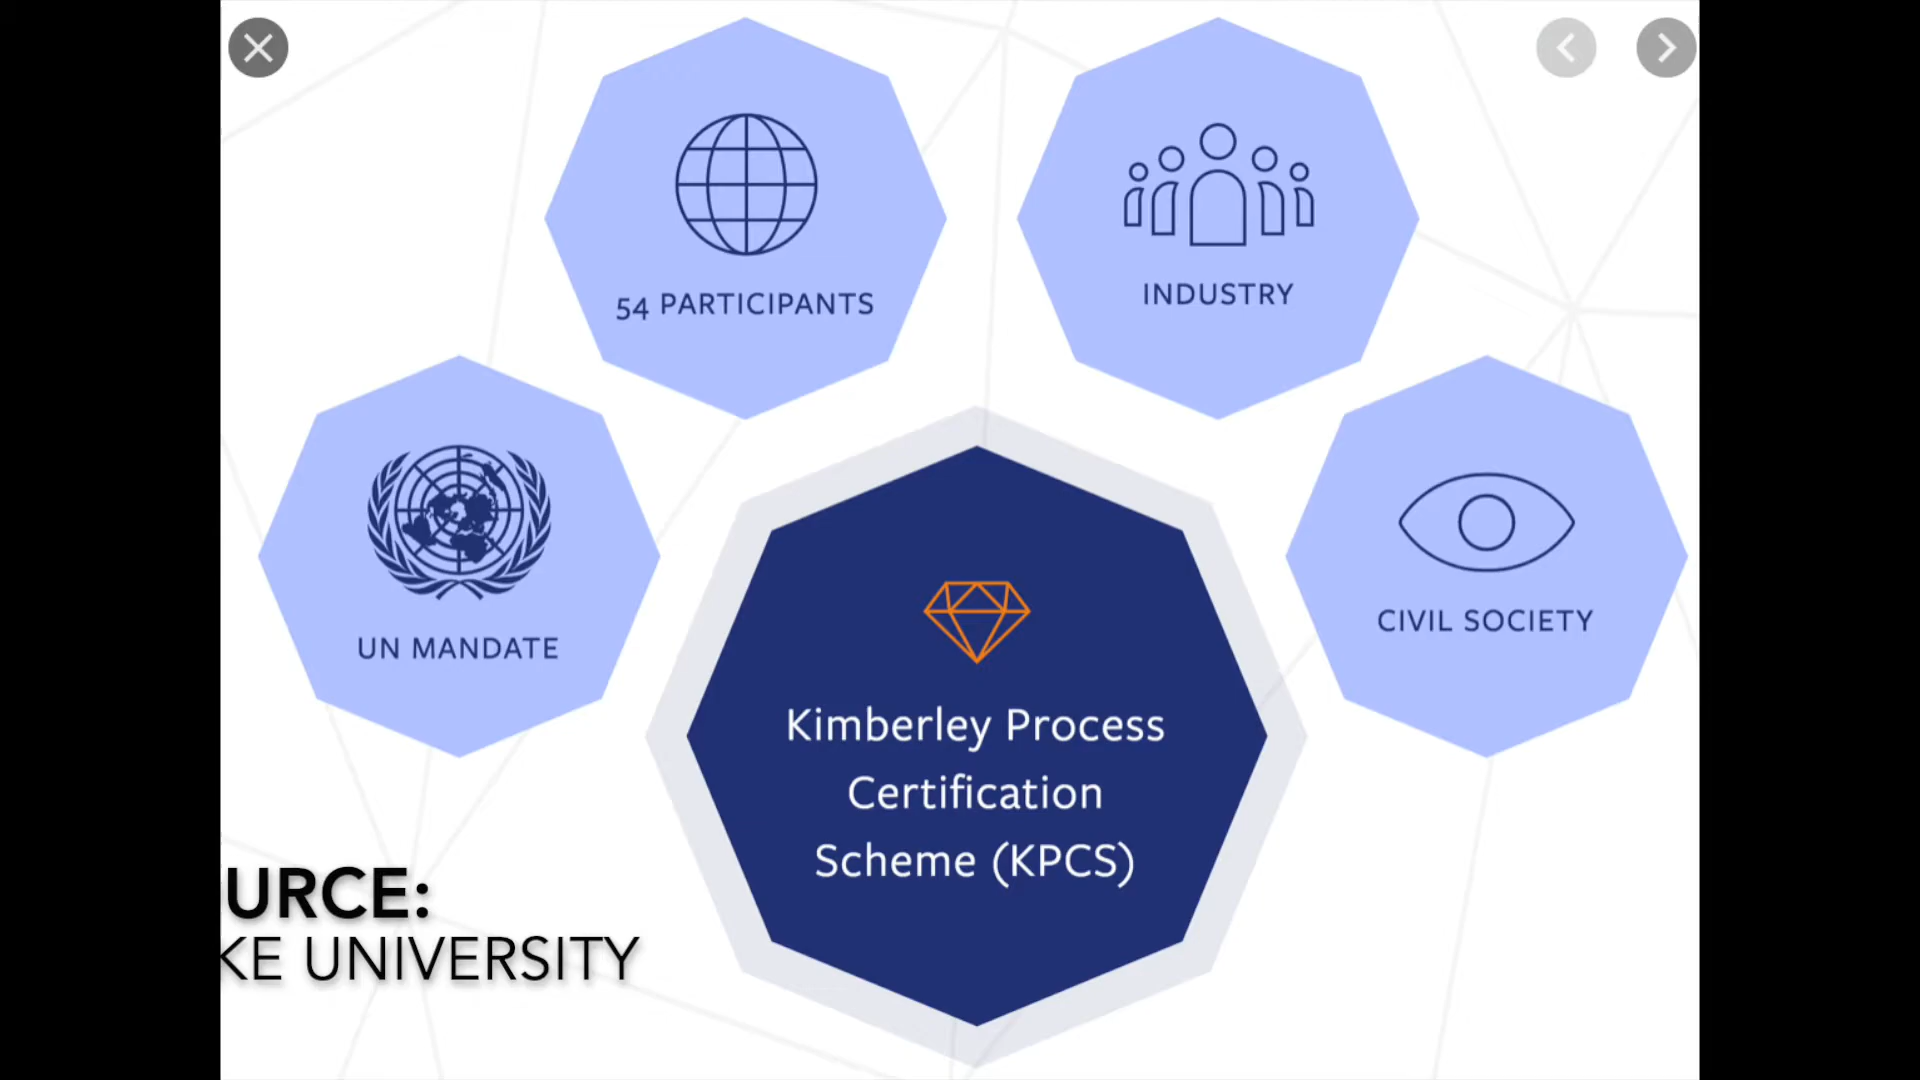 54 PARTICIPANTS
INDUSTRY
UN MANDATE
CIVIL SOCIETY
Kimberley Process
Certification
Scheme (KPCS)
URCE:
KE UNIVERSITY